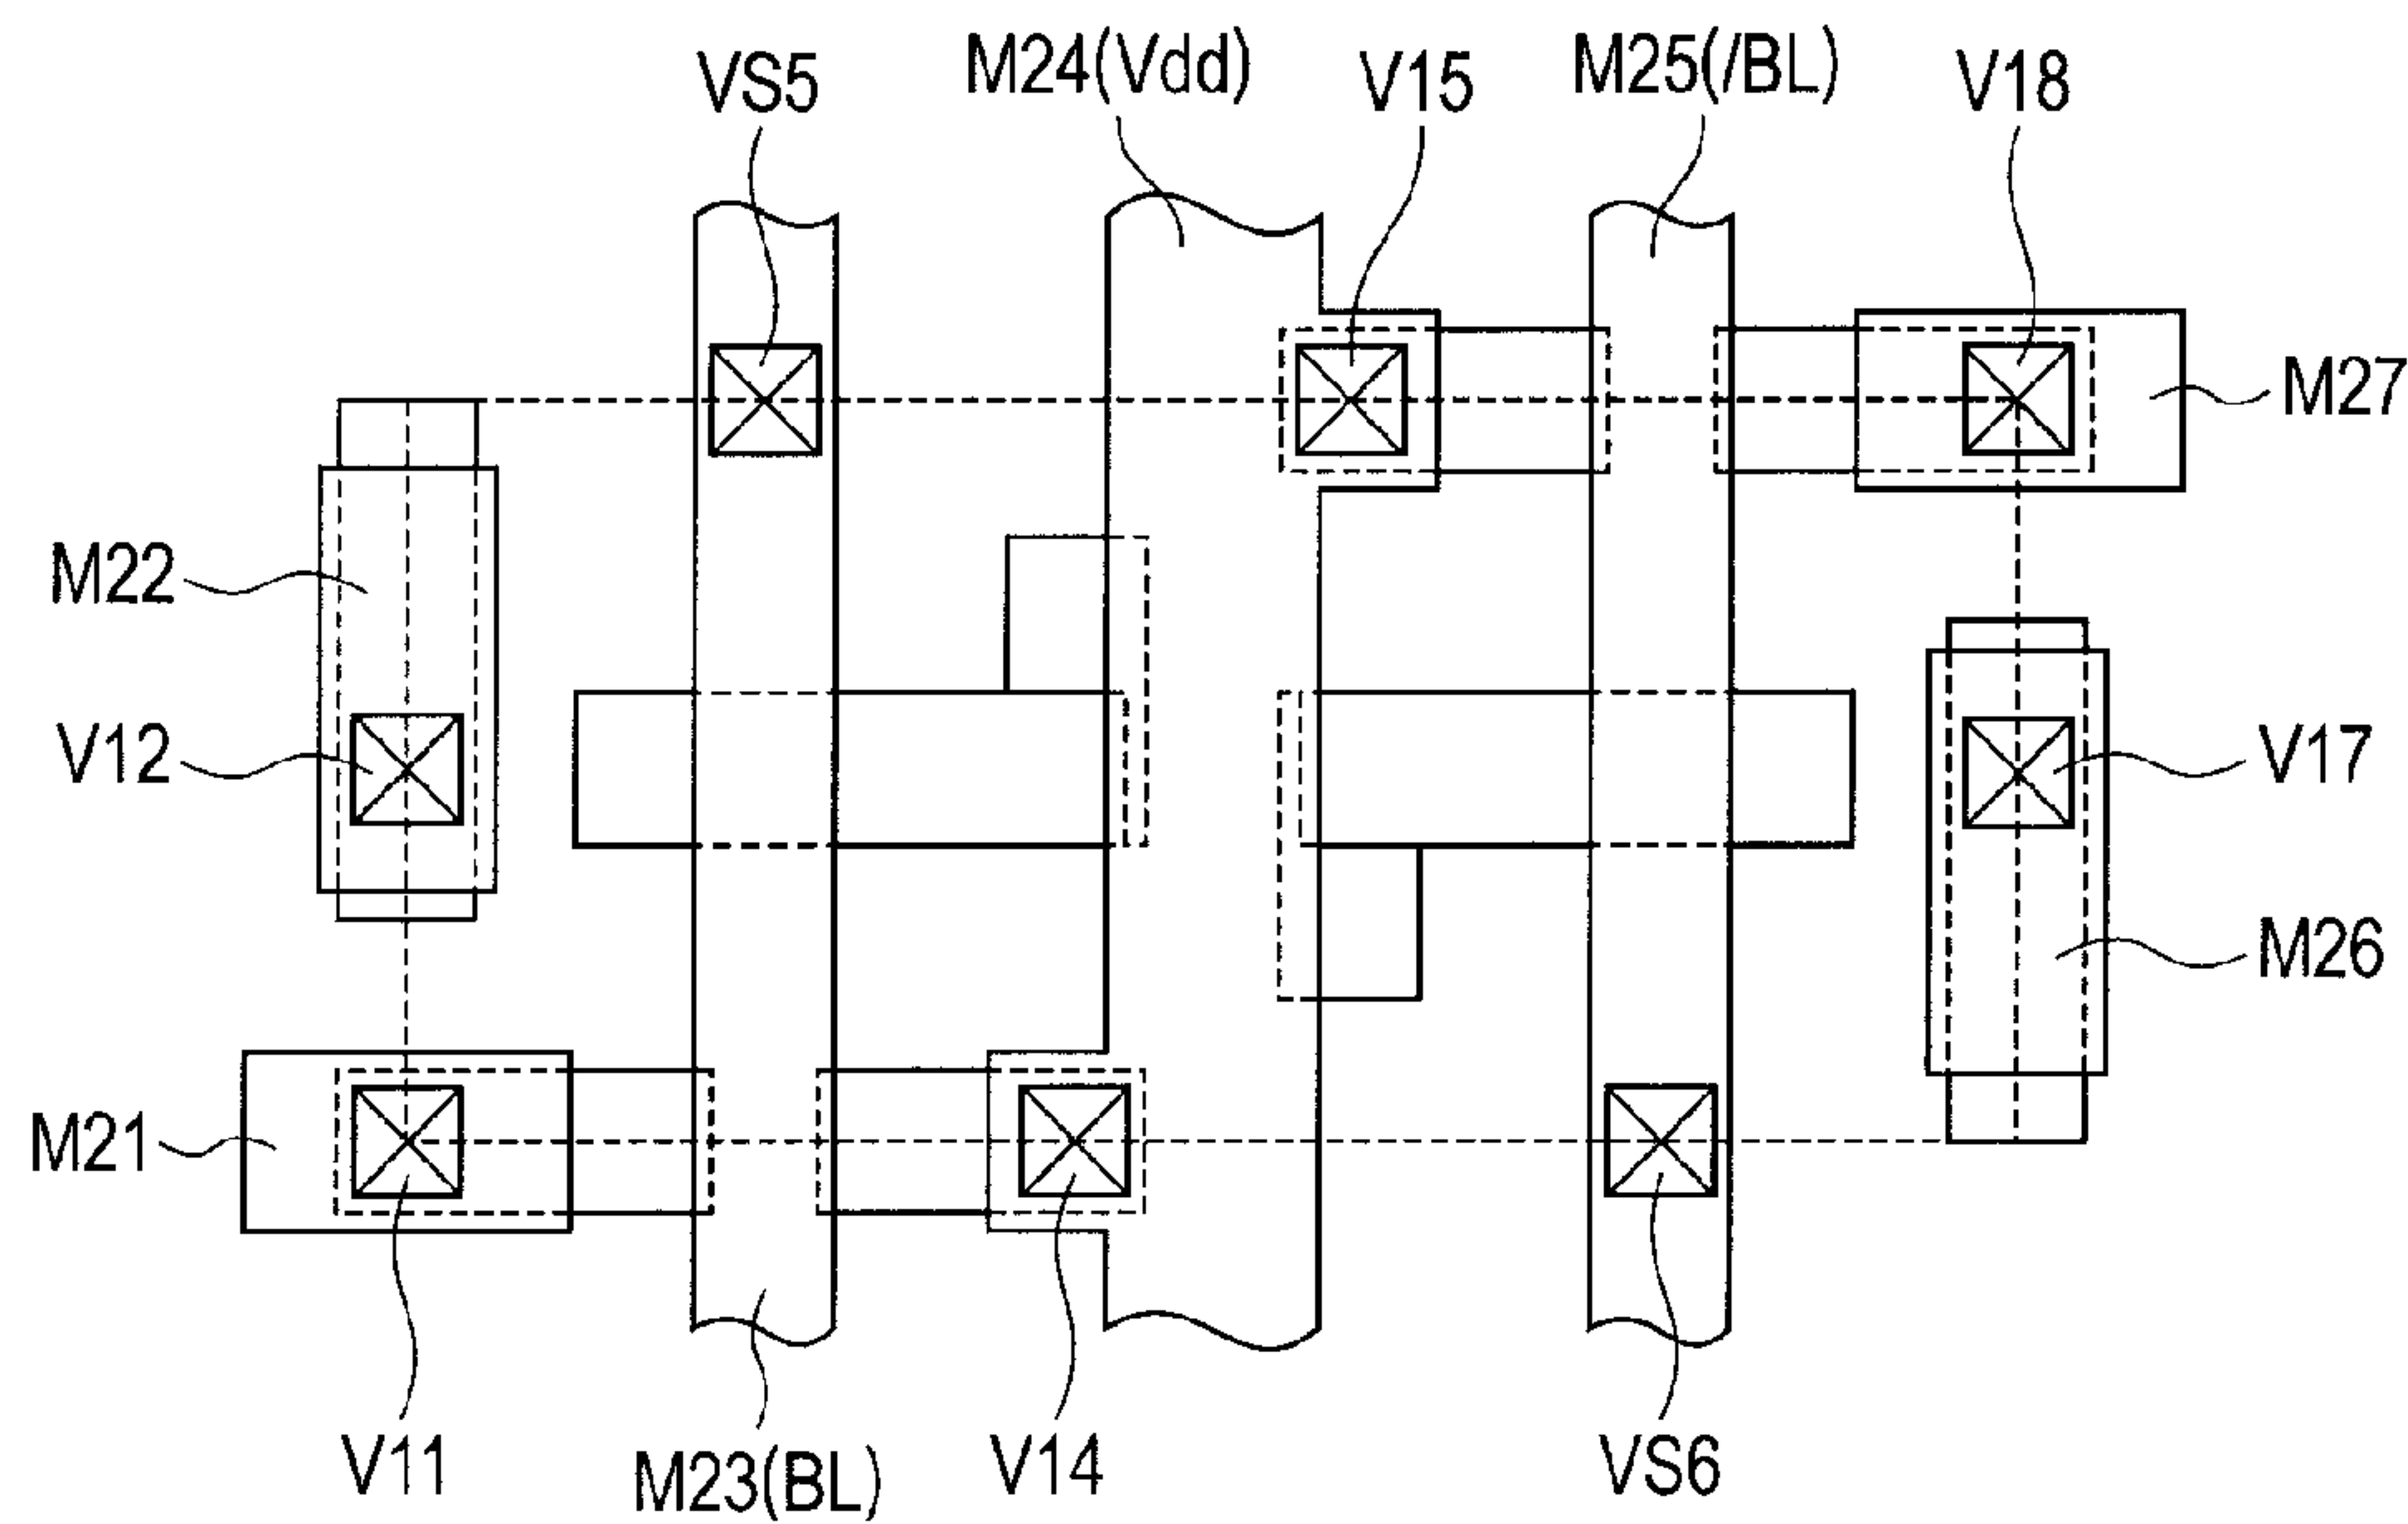 VS5
M24(Vdd)
V15
M25(/BL)
V18
M27
M22
V12
V17
M26
M21
V11
M23(BL)
V14
VS6